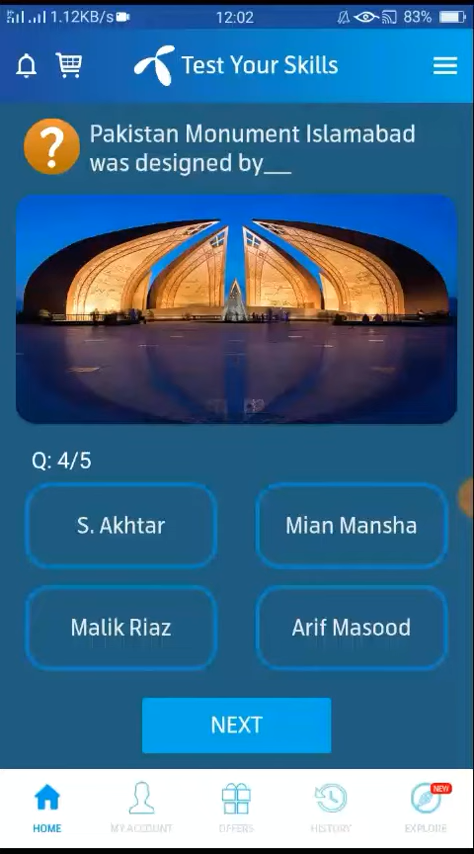 1.12KB/s 12:02 83%
Test Your Skills
?
Pakistan Monument Islamabad
was designed by__
Q: 4/5
S. Akhtar
Mian Mansha
Malik Riaz
Arif Masood
NEXT
NEW
HOME MY ACCOUNT OFFERS HISTORY EXPLORE